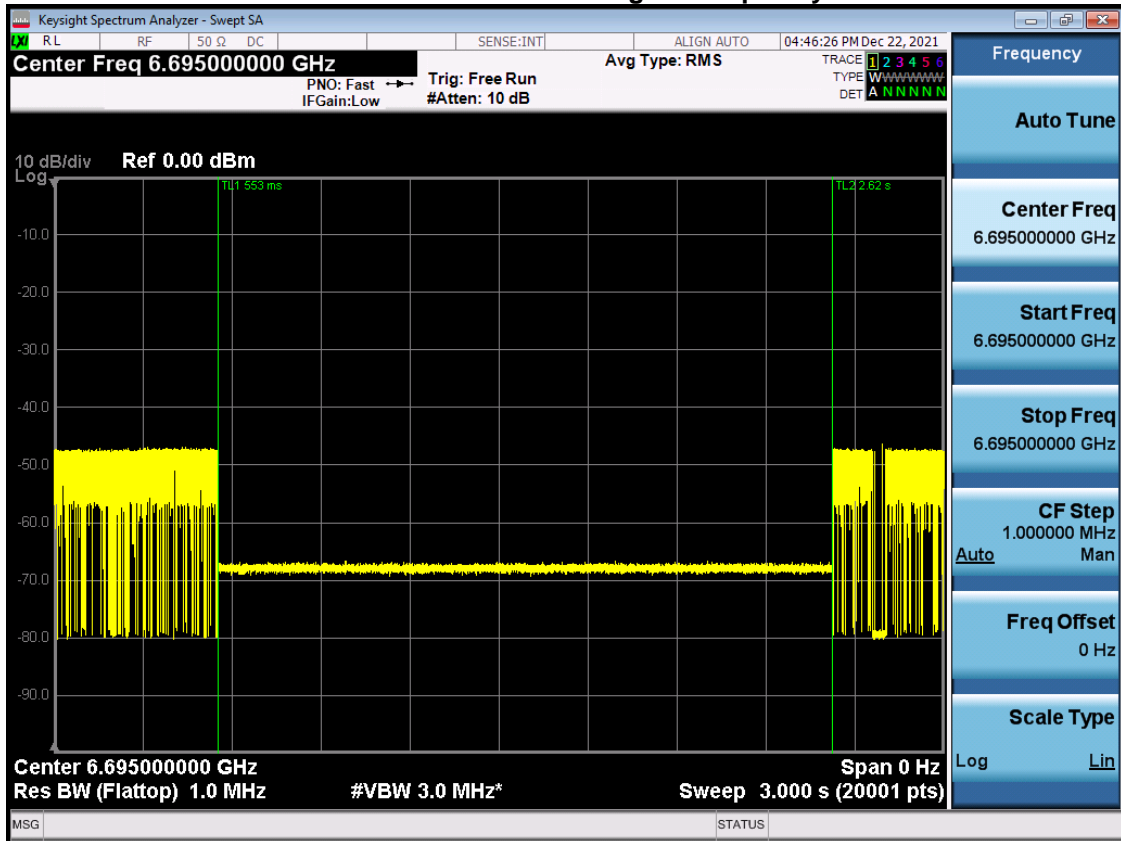 Keysight Spectrum Analyzer - Swept SA
LXI RL RF 50 Ω DC SENSE:INT ALIGN AUTO 04:46:26 PM Dec 22, 2021
Center Freq 6.695000000 GHz
PNO: Fast
IFGain:Low
Trig: Free Run
#Atten: 10 dB
Avg Type: RMS
TRACE 1 2 3 4 5 6
TYPE WWWWWW
DET A N N N N N
10 dB/div Ref 0.00 dBm
Log
TL1 553 ms
TL2 2.62 s
-10.0
-20.0
-30.0
-40.0
-50.0
-60.0
-70.0
-80.0
-90.0
Center 6.695000000 GHz
Span 0 Hz
Res BW (Flattop) 1.0 MHz #VBW 3.0 MHz* Sweep 3.000 s (20001 pts)
MSG STATUS
Frequency
Auto Tune
Center Freq
6.695000000 GHz
Start Freq
6.695000000 GHz
Stop Freq
6.695000000 GHz
CF Step
1.000000 MHz
Auto Man
Freq Offset
0 Hz
Scale Type
Log Lin